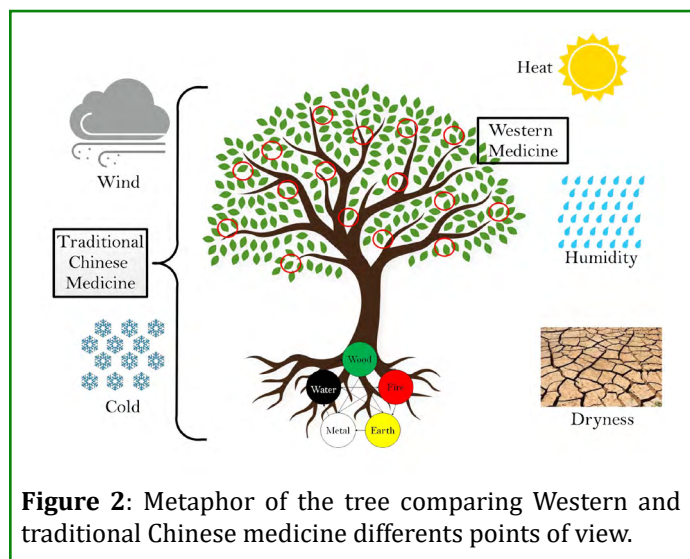 Heat
Western
Medicine
Wind
Traditional
Chinese
Medicine
Humidity
Cold
Wood
Water
Fire
Metal
Earth
Dryness
Figure 2: Metaphor of the tree comparing Western and
traditional Chinese medicine differents points of view.